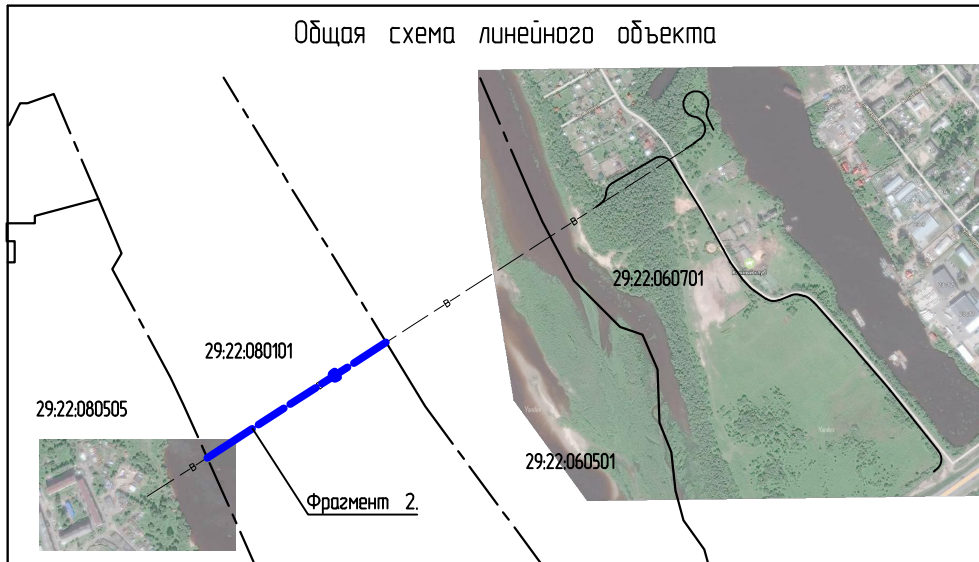 Общая схема линейного объекта
В
29:22:060701
В
29:22:080101
29:22:080505
29:22:060501
В
Фрагмент 2.